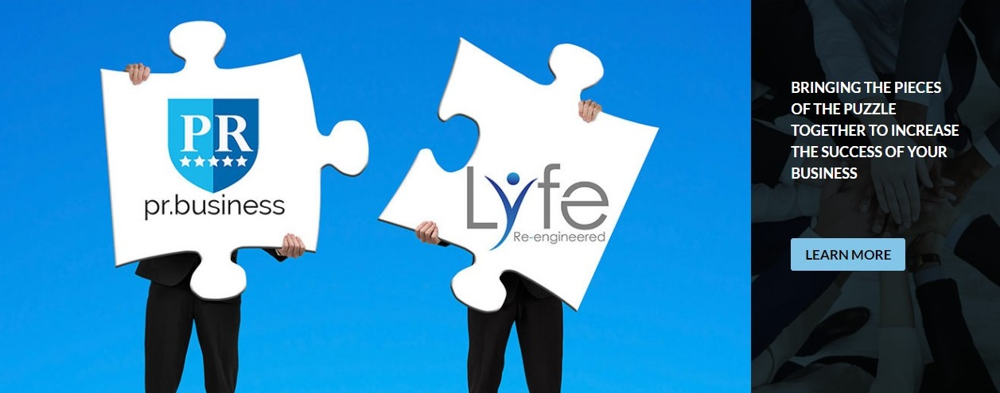 PR
pr.business
Lyfe
Re-engineered
BRINGING THE PIECES
OF THE PUZZLE
TOGETHER TO INCREASE
THE SUCCESS OF YOUR
BUSINESS
LEARN MORE